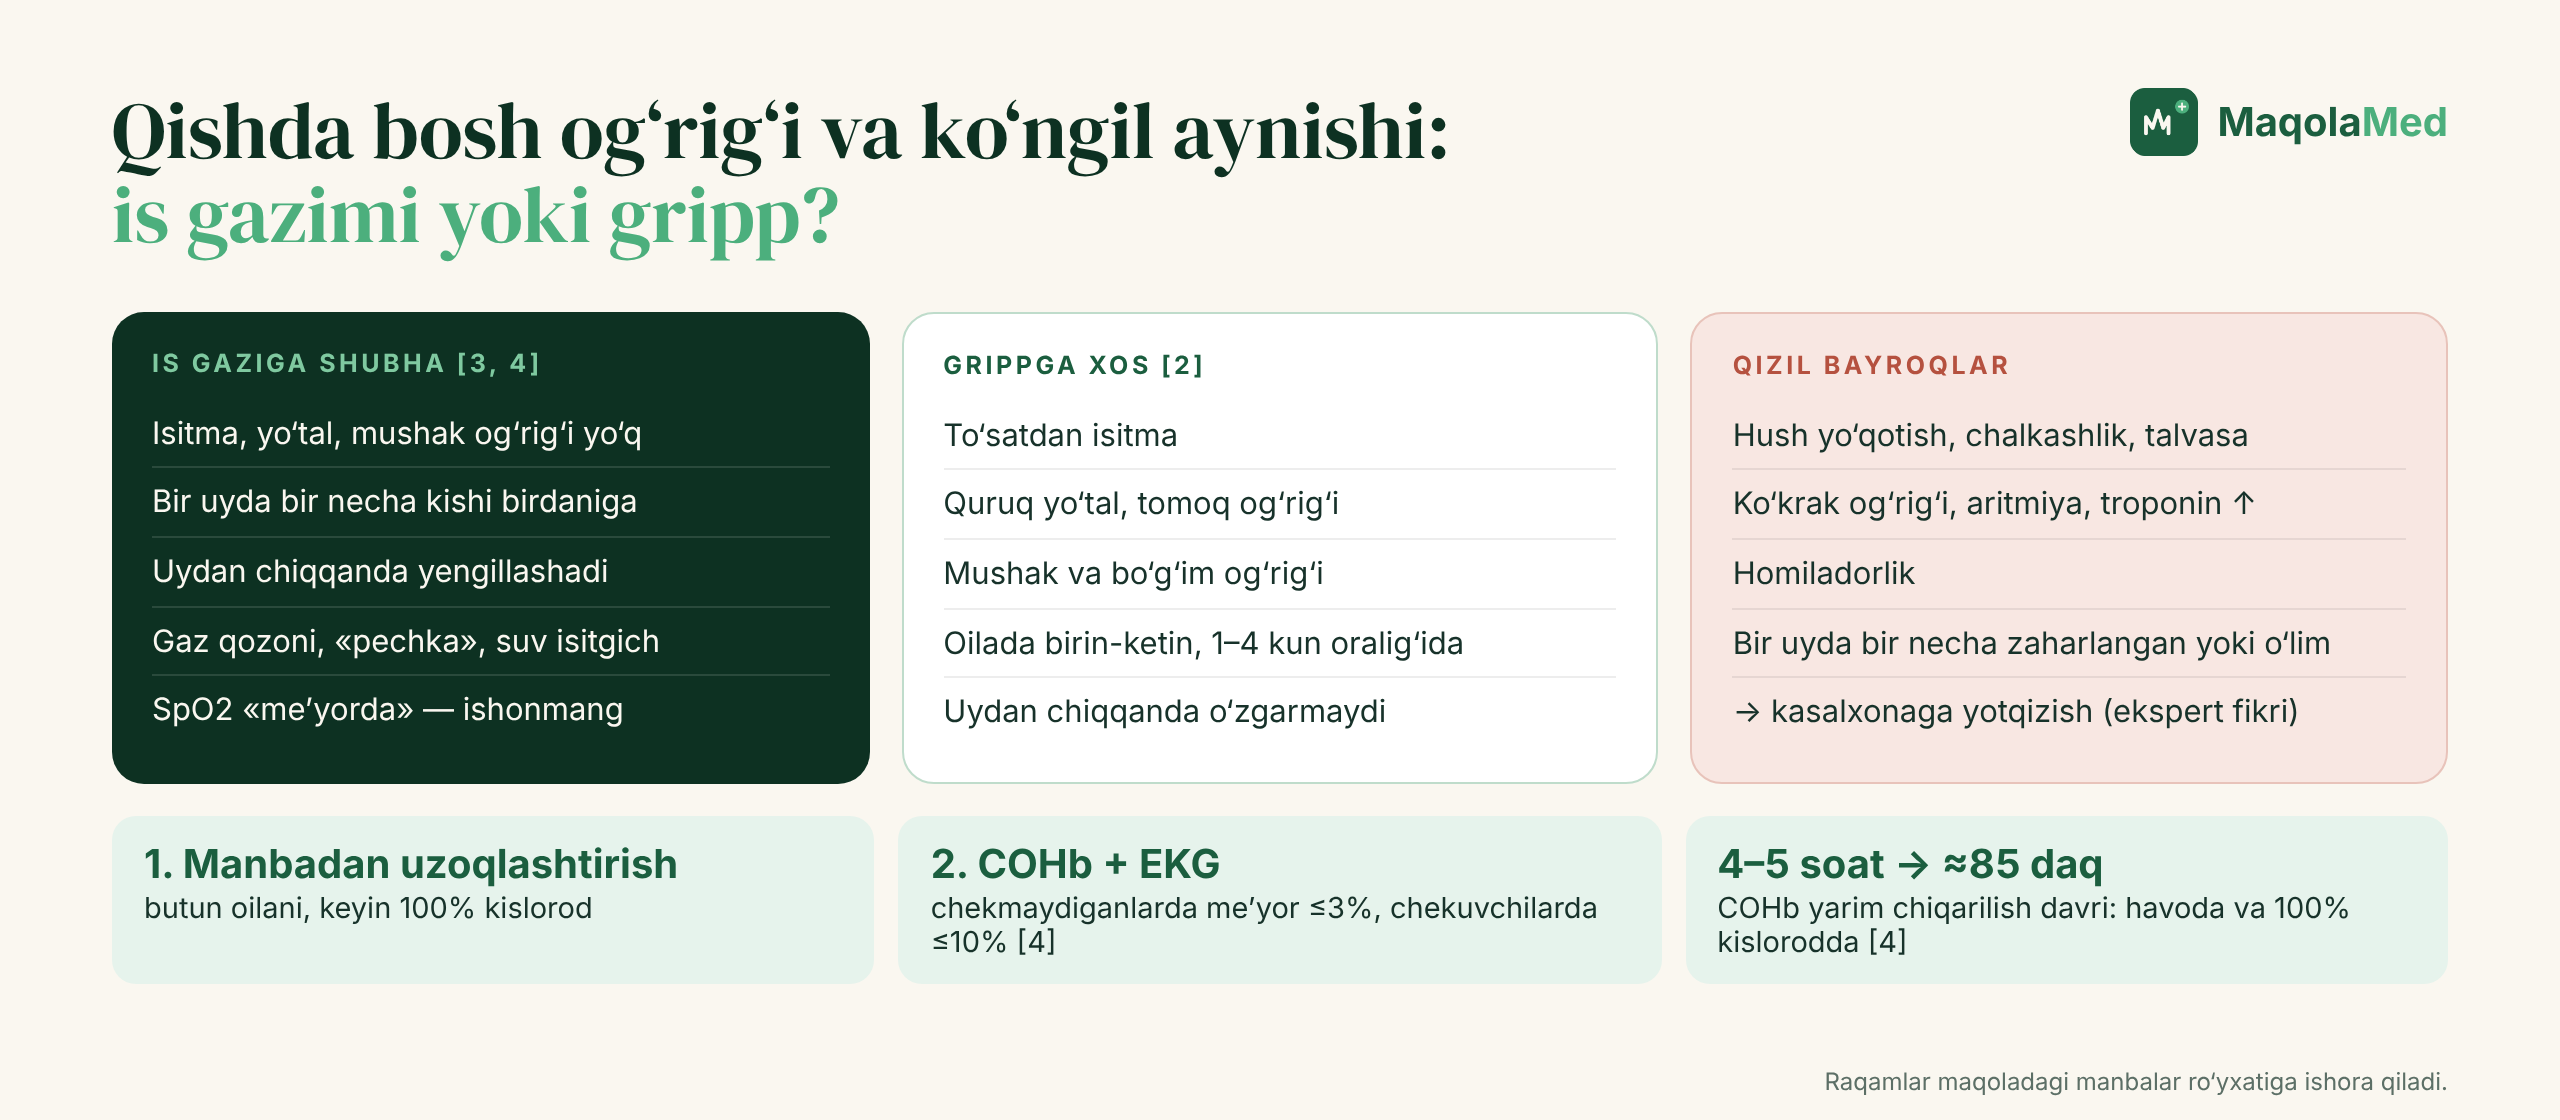 Qishda bosh og‘rig‘i va ko‘ngil aynishi:
is gazimi yoki gripp?
MaqolaMed
IS GAZIGA SHUBHA [3, 4]
Isitma, yo‘tal, mushak og‘rig‘i yo‘q
Bir uyda bir necha kishi birdaniga
Uydan chiqqanda yengillashadi
Gaz qozoni, «pechka», suv isitgich
SpO2 «me’yorda» — ishonmang
GRIPPGA XOS [2]
To‘satdan isitma
Quruq yo‘tal, tomoq og‘rig‘i
Mushak va bo‘g‘im og‘rig‘i
Oilada birin-ketin, 1–4 kun oralig‘ida
Uydan chiqqanda o‘zgarmaydi
QIZIL BAYROQLAR
Hush yo‘qotish, chalkashlik, talvasa
Ko‘krak og‘rig‘i, aritmiya, troponin ↑
Homiladorlik
Bir uyda bir necha zaharlangan yoki o‘lim
→ kasalxonaga yotqizish (ekspert fikri)
1. Manbadan uzoqlashtirish
butun oilani, keyin 100% kislorod
2. COHb + EKG
chekmaydiganlarda me’yor ≤3%, chekuvchilarda
≤10% [4]
4–5 soat → ≈85 daq
COHb yarim chiqarilish davri: havoda va 100%
kislorodda [4]
Raqamlar maqoladagi manbalar ro‘yxatiga ishora qiladi.